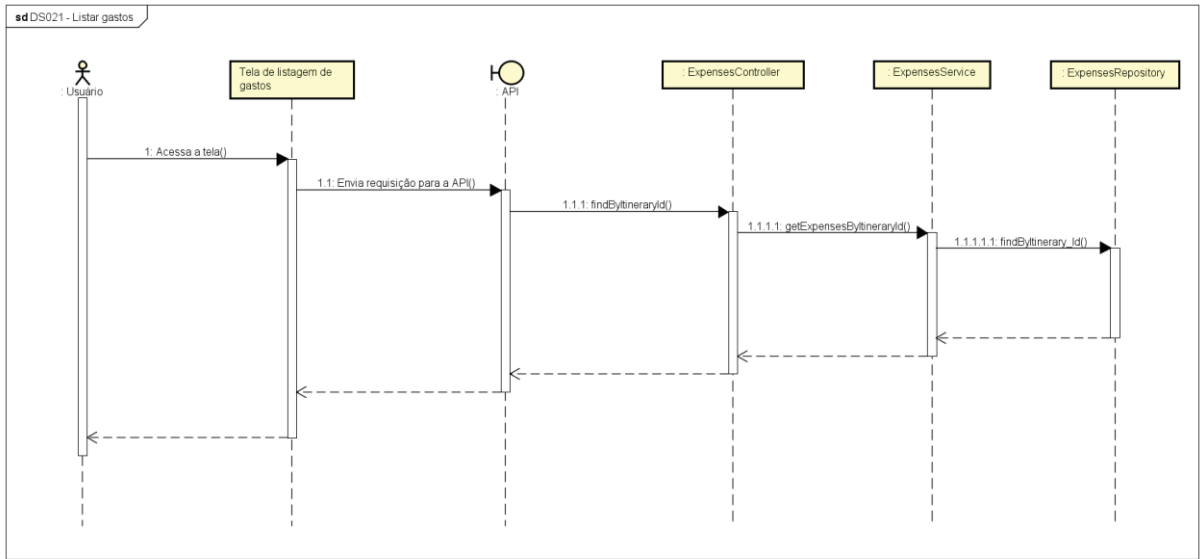 sd DS021 - Listar gastos
: Usuário
Tela de listagem de
gastos
: API
: ExpensesController
: ExpensesService
: ExpensesRepository
1: Acessa a tela()
1.1: Envia requisição para a API()
1.1.1: findByItineraryId()
1.1.1.1: getExpensesByItineraryId()
1.1.1.1.1: findByItinerary_Id()